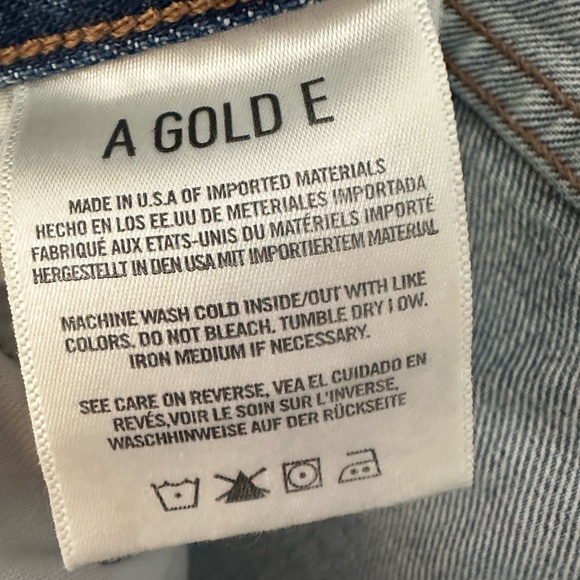 A GOLD E
MADE IN U.S.A OF IMPORTED MATERIALS
HECHO EN LOS EE.UU DE METERIALES IMPORTADA
FABRIQUÉ AUX ETATS-UNIS DU MATÉRIELS IMPORTÉ
HERGESTELLT IN DEN USA MIT IMPORTIERTEM MATERIAL
MACHINE WASH COLD INSIDE/OUT WITH LIKE
COLORS. DO NOT BLEACH. TUMBLE DRY LOW.
IRON MEDIUM IF NECESSARY.
SEE CARE ON REVERSE, VEA EL CUIDADO EN
REVÉS,VOIR LE SOIN SUR L'INVERSE,
WASCHHINWEISE AUF DER RÜCKSEITE